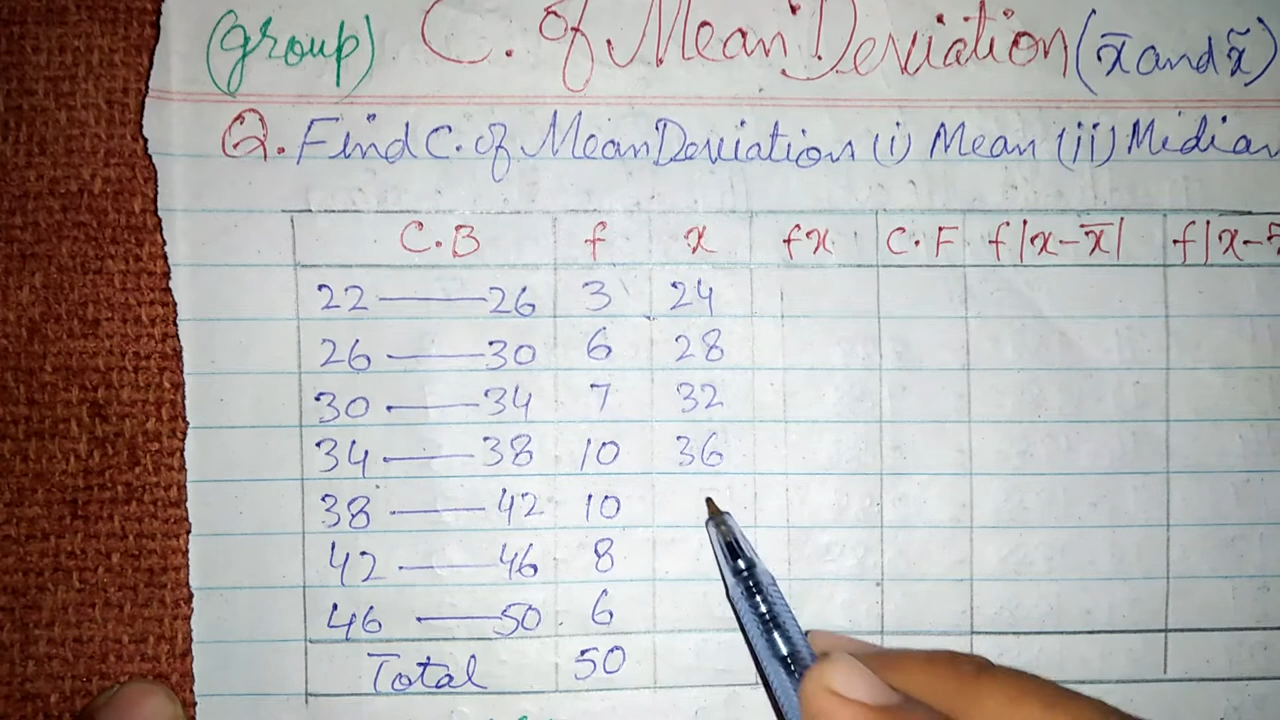 (group) C. of Mean Deviation (x̄ and x̃)
Q. Find C. of Mean Deviation (i) Mean (ii) Midian
C.B f x fx C.F f|x-x̄| f|x-
22 — 26 3 24
26 — 30 6 28
30 — 34 7 32
34 — 38 10 36
38 — 42 10
42 — 46 8
46 — 50 6
Total 50